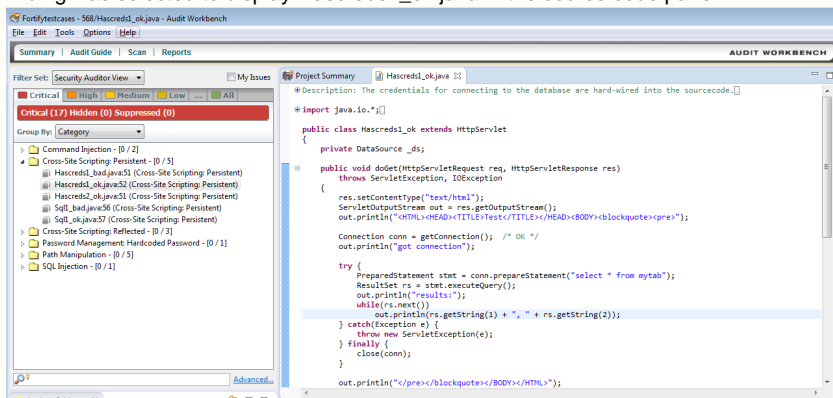 Fortifytestcases - 568/Hascreds1_ok.java - Audit Workbench
File Edit Tools Options Help
Summary | Audit Guide | Scan | Reports
AUDIT WORKBENCH
Filter Set: Security Auditor View
My Issues
Critical High Medium Low ... All
Critical (17) Hidden (0) Suppressed (0)
Group By: Category
Command Injection - [0 / 2]
Cross-Site Scripting: Persistent - [0 / 5]
Hascreds1_bad.java:51 (Cross-Site Scripting: Persistent)
Hascreds1_ok.java:52 (Cross-Site Scripting: Persistent)
Hascreds2_ok.java:51 (Cross-Site Scripting: Persistent)
Sql1_bad.java:56 (Cross-Site Scripting: Persistent)
Sql1_ok.java:57 (Cross-Site Scripting: Persistent)
Cross-Site Scripting: Reflected - [0 / 3]
Password Management: Hardcoded Password - [0 / 1]
Path Manipulation - [0 / 5]
SQL Injection - [0 / 1]
Advanced...
Project Summary Hascreds1_ok.java
Description: The credentials for connecting to the database are hard-wired into the sourcecode.
import java.io.*;
public class Hascreds1_ok extends HttpServlet
{
private DataSource _ds;
public void doGet(HttpServletRequest req, HttpServletResponse res)
throws ServletException, IOException
{
res.setContentType("text/html");
ServletOutputStream out = res.getOutputStream();
out.println("<HTML><HEAD><TITLE>Test</TITLE></HEAD><BODY><blockquote><pre>");
Connection conn = getConnection(); /* OK */
out.println("got connection");
try {
PreparedStatement stmt = conn.prepareStatement("select * from mytab");
ResultSet rs = stmt.executeQuery();
out.println("results:");
while(rs.next())
out.println(rs.getString(1) + ", " + rs.getString(2));
} catch(Exception e) {
throw new ServletException(e);
} finally {
close(conn);
}
out.println("</pre></blockquote></BODY></HTML>");